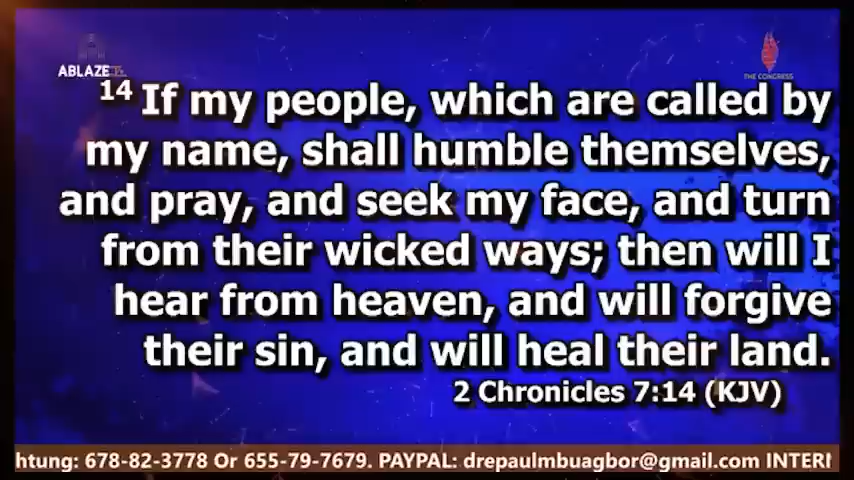 ABLAZE TV
THE CONGRESS
14 If my people, which are called by
my name, shall humble themselves,
and pray, and seek my face, and turn
from their wicked ways; then will I
hear from heaven, and will forgive
their sin, and will heal their land.
2 Chronicles 7:14 (KJV)
htung: 678-82-3778 Or 655-79-7679. PAYPAL: drepaulmbuagbor@gmail.com INTERN